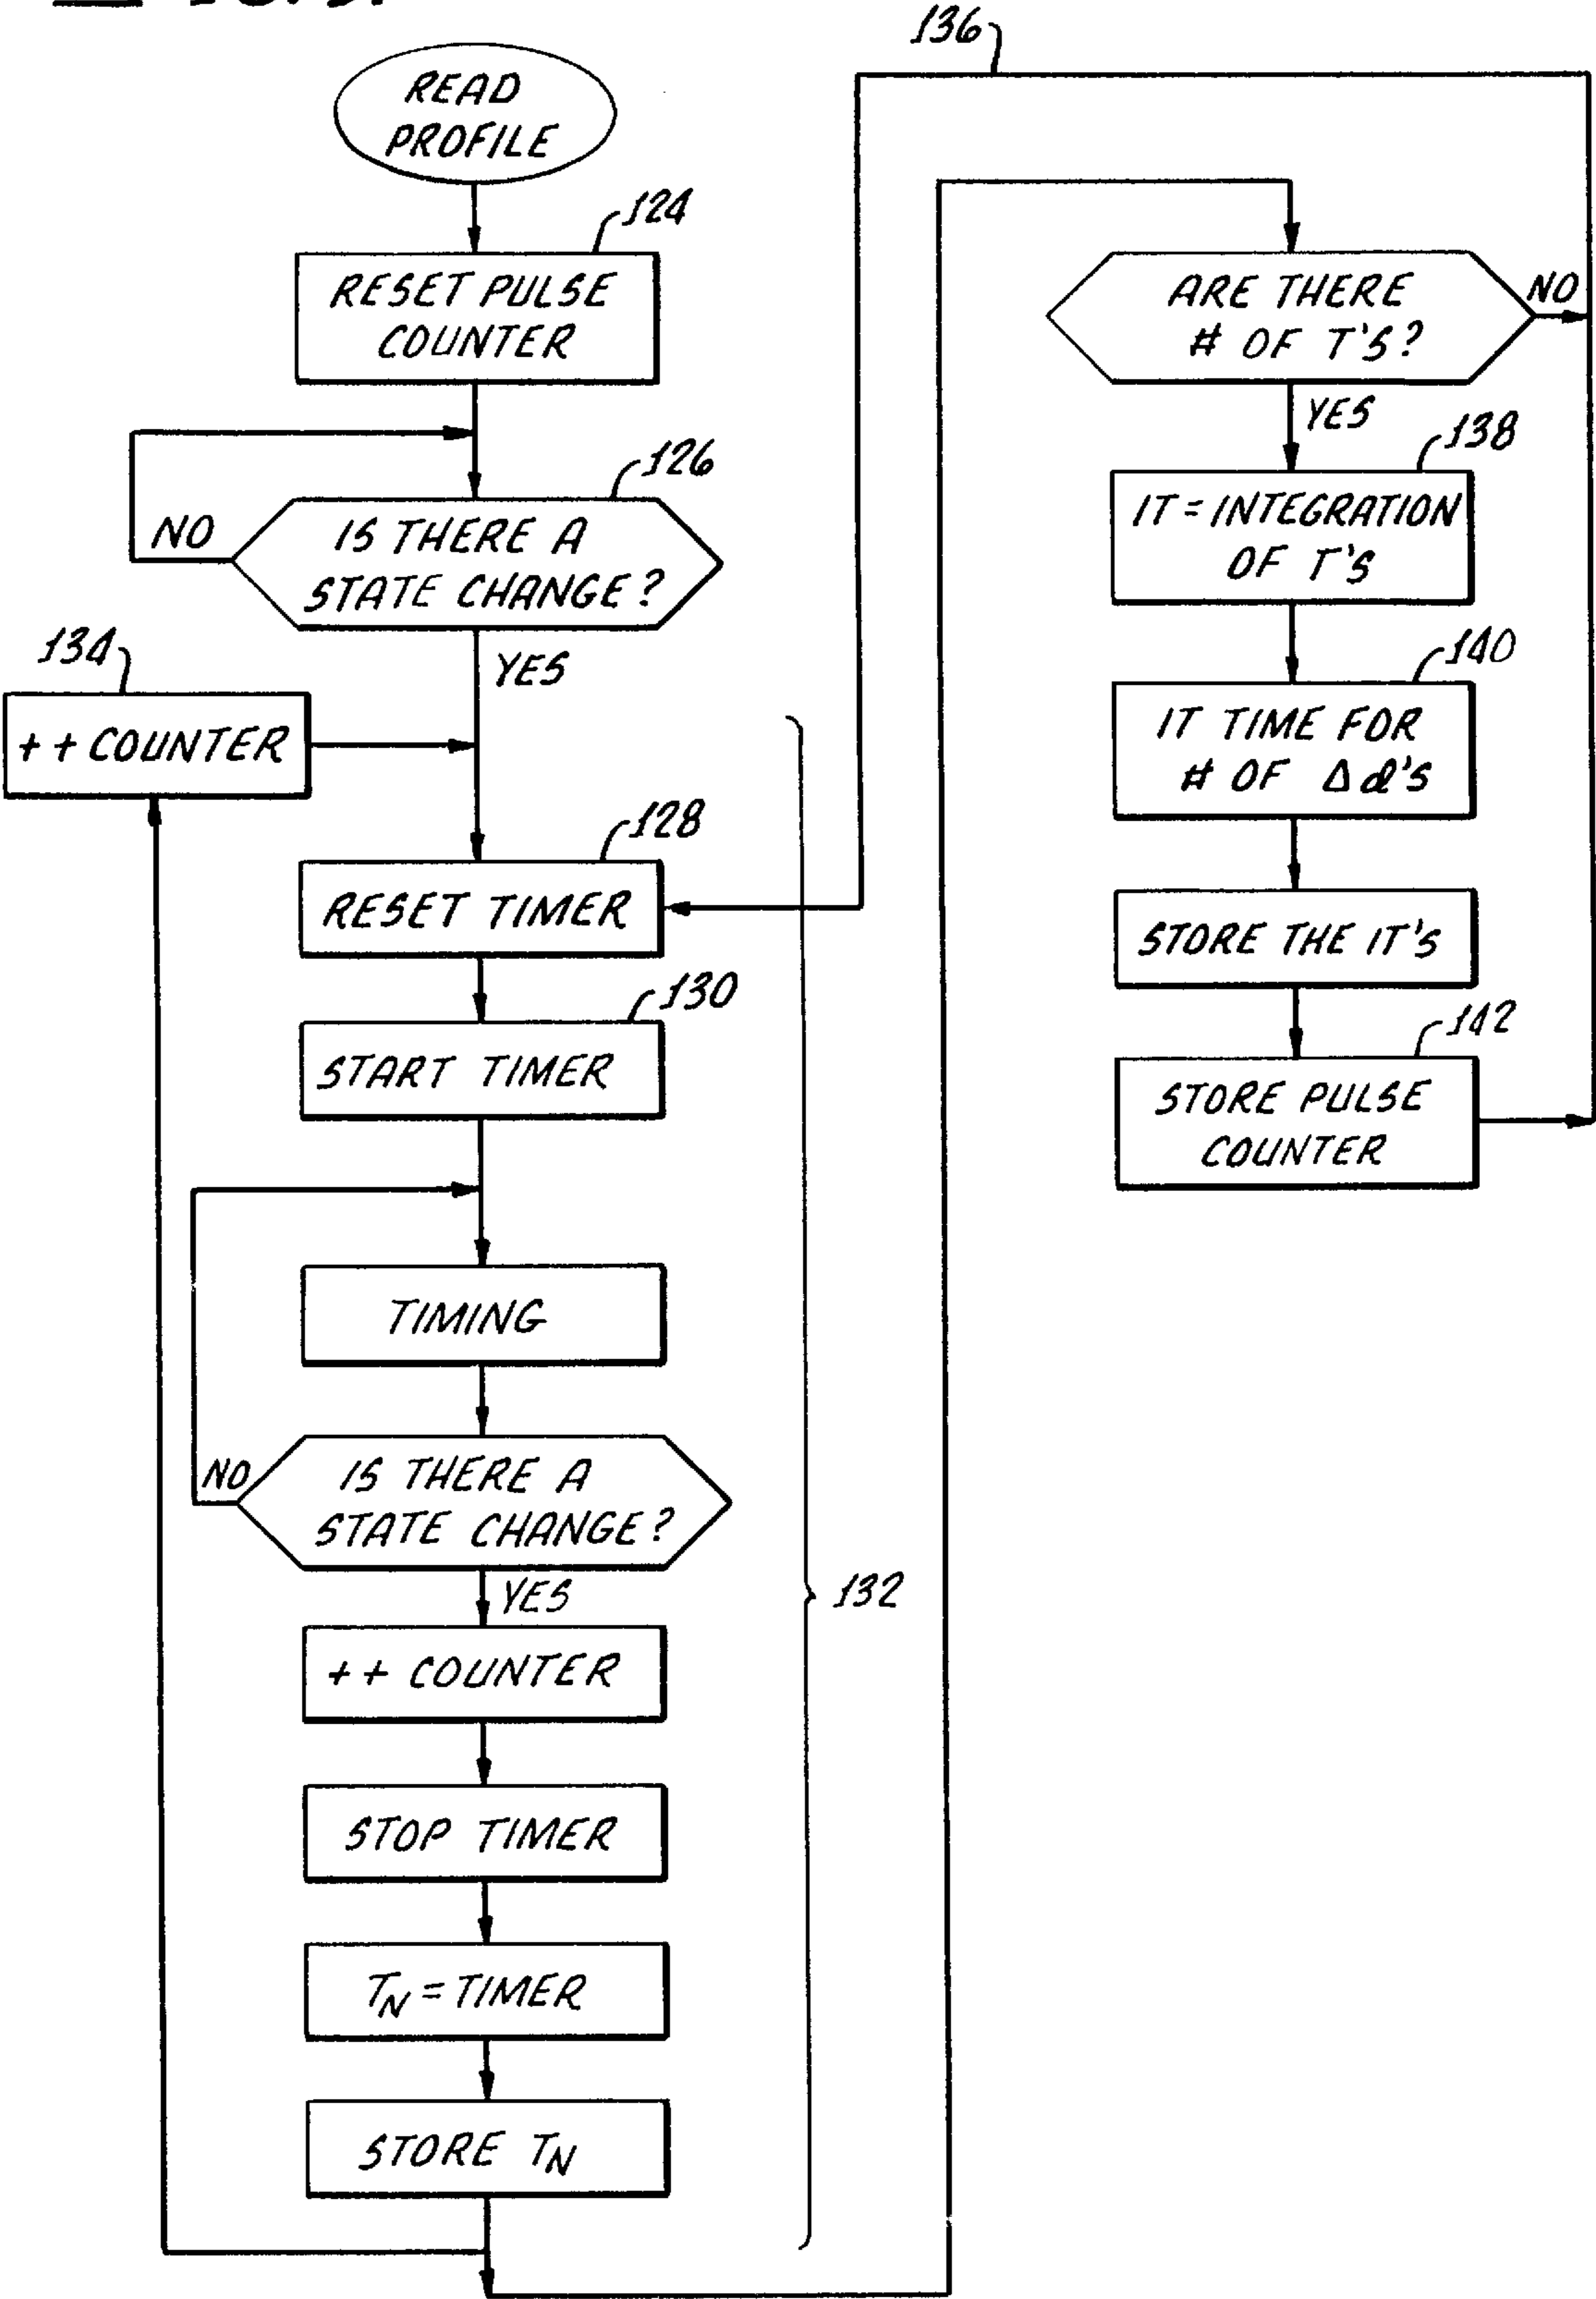 READ
PROFILE
124
RESET PULSE
COUNTER
126
NO
IS THERE A
STATE CHANGE?
YES
134
++ COUNTER
128
RESET TIMER
130
START TIMER
TIMING
NO
IS THERE A
STATE CHANGE?
YES
132
++ COUNTER
STOP TIMER
TN = TIMER
STORE TN
136
ARE THERE
# OF T'S?
NO
YES
138
IT = INTEGRATION
OF T'S
140
IT TIME FOR
# OF Δd's
STORE THE IT'S
142
STORE PULSE
COUNTER